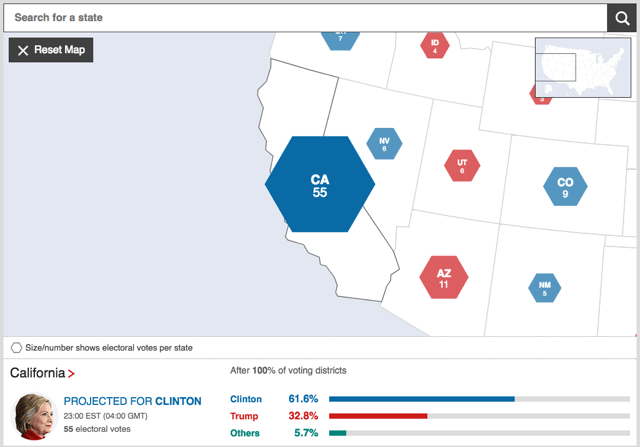 Search for a state
Reset Map
7
ID
4
3
NV
6
CA
55
UT
6
CO
9
AZ
11
NM
5
Size/number shows electoral votes per state
California >
After 100% of voting districts
PROJECTED FOR CLINTON
23:00 EST (04:00 GMT)
55 electoral votes
Clinton 61.6%
Trump 32.8%
Others 5.7%